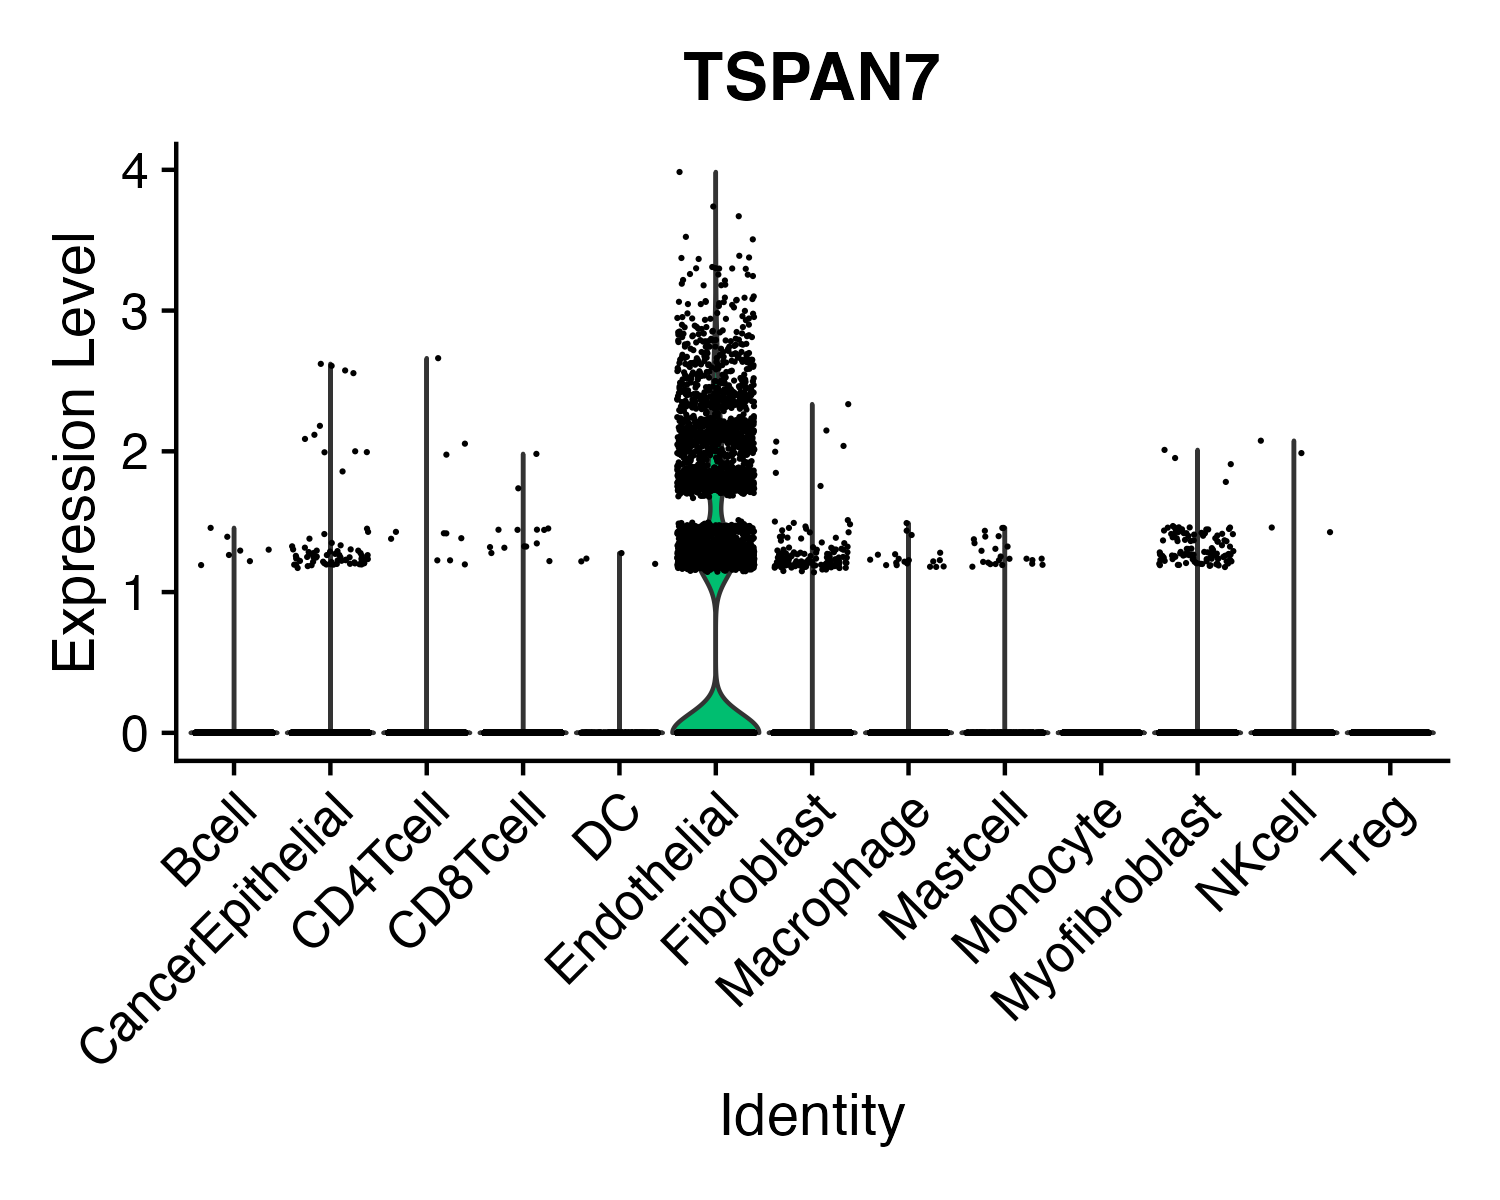 TSPAN7
Expression Level
4
3
2
1
0
Bcell
CancerEpithelial
CD4Tcell
CD8Tcell
DC
Endothelial
Fibroblast
Macrophage
Mastcell
Monocyte
Myofibroblast
NKcell
Treg
Identity